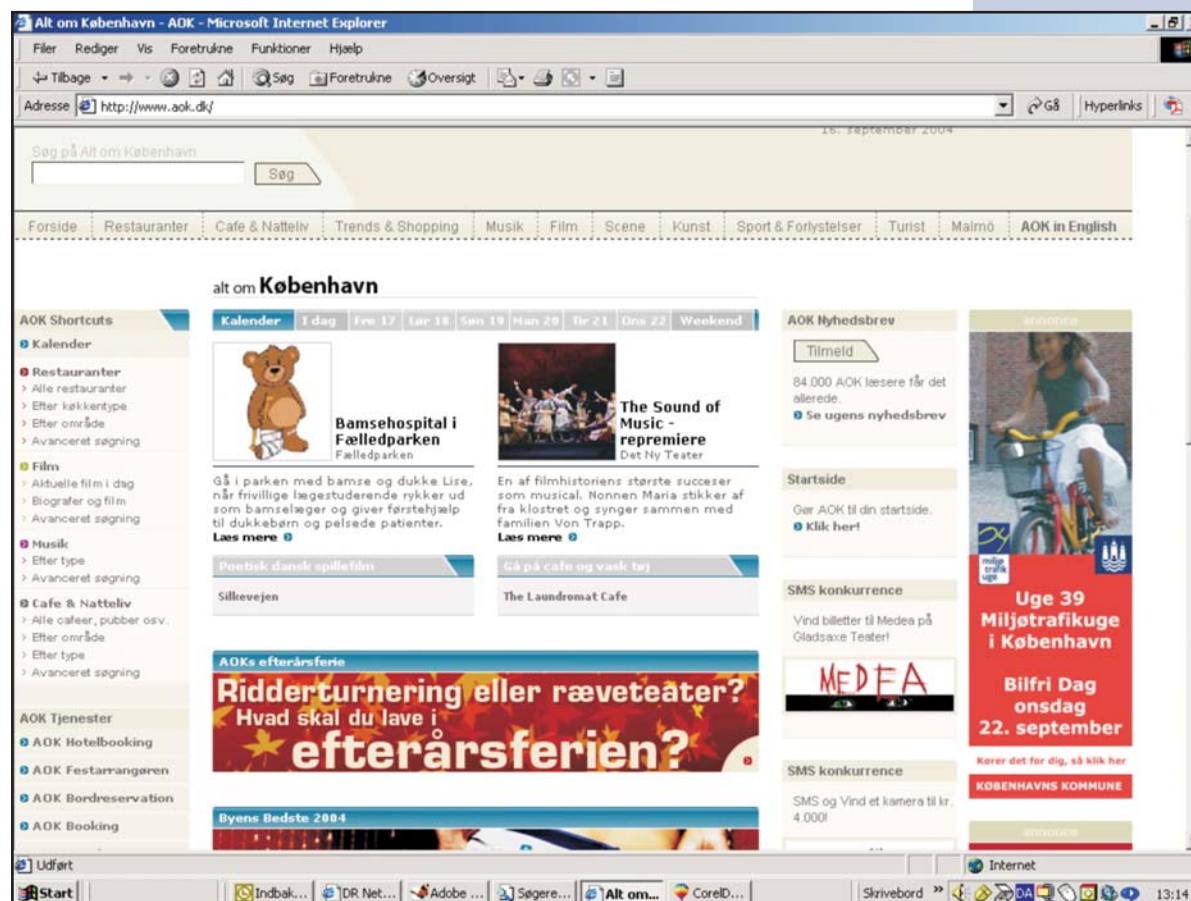 Alt om København - AOK - Microsoft Internet Explorer
Filer Rediger Vis Foretrukne Funktioner Hjælp
Tilbage Søg Foretrukne Oversigt
Adresse http://www.aok.dk/ Gå Hyperlinks
16. september 2004
Søg på Alt om København
Søg
Forside Restauranter Cafe & Natteliv Trends & Shopping Musik Film Scene Kunst Sport & Forlystelser Turist Malmö AOK in English
alt om København
AOK Shortcuts
Kalender
Restauranter
> Alle restauranter
> Efter køkkentype
> Efter område
> Avanceret søgning
Film
> Aktuelle film i dag
> Biografer og film
> Avanceret søgning
Musik
> Efter type
> Avanceret søgning
Cafe & Natteliv
> Alle cafeer, pubber osv.
> Efter område
> Efter type
> Avanceret søgning
AOK Tjenester
AOK Hotelbooking
AOK Festarrangøren
AOK Bordreservation
AOK Booking
Kalender I dag Fre 17 Lør 18 Søn 19 Man 20 Tir 21 Ons 22 Weekend
Bamsehospital i
Fælledparken
Fælledparken
Gå i parken med bamse og dukke Lise,
når frivillige lægestuderende rykker ud
som bamselæger og giver førstehjælp
til dukkebørn og pelsede patienter.
Læs mere
The Sound of
Music -
repremiere
Det Ny Teater
En af filmhistoriens største succeser
som musical. Nonnen Maria stikker af
fra klostret og synger sammen med
familien Von Trapp.
Læs mere
Poetisk dansk spillefilm
Silkevejen
Gå på cafe og vask tøj
The Laundromat Cafe
AOKs efterårsferie
Ridderturnering eller ræveteater?
Hvad skal du lave i
efterårsferien?
Byens Bedste 2004
AOK Nyhedsbrev
Tilmeld
84.000 AOK læsere får det
allerede.
Se ugens nyhedsbrev
Startside
Gør AOK til din startside.
Klik her!
SMS konkurrence
Vind billetter til Medea på
Gladsaxe Teater!
MEDEA
SMS konkurrence
SMS og Vind et kamera til kr.
4.000!
annonce
04
miljø
trafik
uge
Uge 39
Miljøtrafikuge
i København
Bilfri Dag
onsdag
22. september
Kører det for dig, så klik her
KØBENHAVNS KOMMUNE
annonce
Udført Internet
Start Indbak... DR Net... Adobe ... Søgere... Alt om... CorelD... Skrivebord » DA 13:14